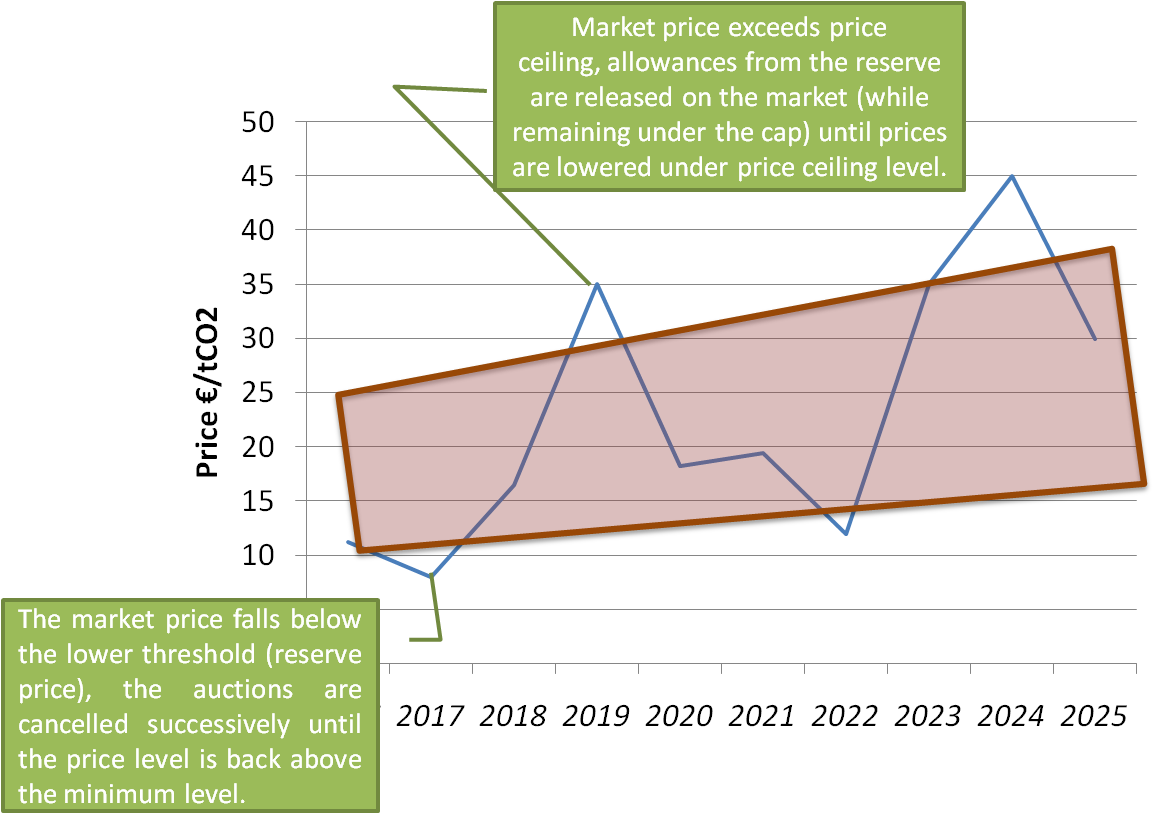 Market price exceeds price
ceiling, allowances from the reserve
are released on the market (while
remaining under the cap) until prices
are lowered under price ceiling level.
50
45
40
35
30
25
20
15
10
Price €/tCO2
The market price falls below
the lower threshold (reserve
price), the auctions are
cancelled successively until
the price level is back above
the minimum level.
2017 2018 2019 2020 2021 2022 2023 2024 2025